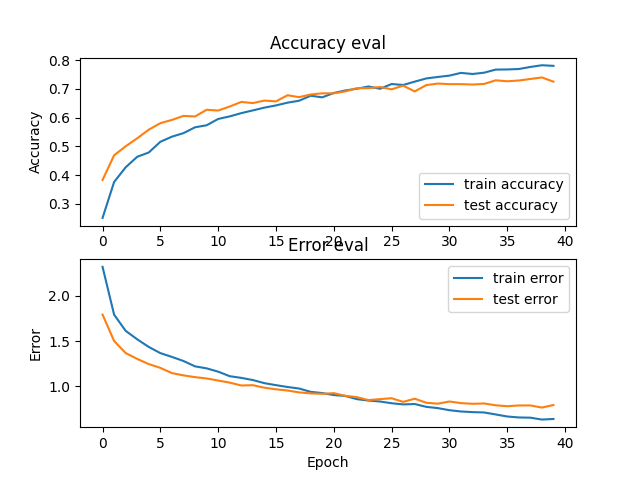 Accuracy eval
Accuracy
0.8
0.7
0.6
0.5
0.4
0.3
train accuracy
test accuracy
0 5 10 15 20 25 30 35 40
Error eval
Error
2.0
1.5
1.0
train error
test error
0 5 10 15 20 25 30 35 40
Epoch